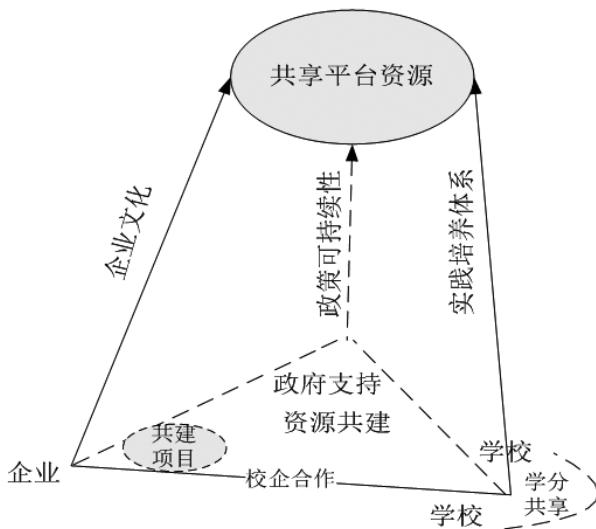 共享平台资源
企业文化
政策可持续性
实践培养体系
政府支持
资源共建
共建
项目
企业
校企合作
学校
学分
共享
学校